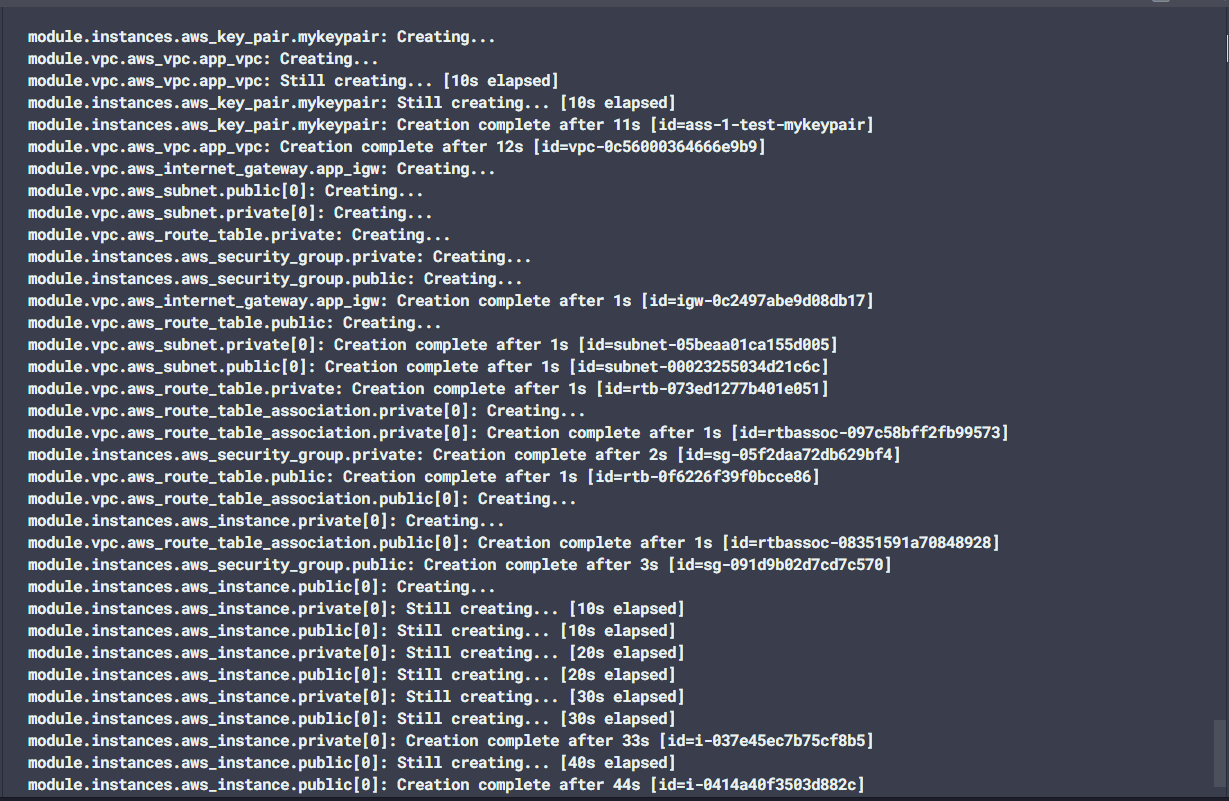 module.instances.aws_key_pair.mykeypair: Creating...
module.vpc.aws_vpc.app_vpc: Creating...
module.vpc.aws_vpc.app_vpc: Still creating... [10s elapsed]
module.instances.aws_key_pair.mykeypair: Still creating... [10s elapsed]
module.instances.aws_key_pair.mykeypair: Creation complete after 11s [id=ass-1-test-mykeypair]
module.vpc.aws_vpc.app_vpc: Creation complete after 12s [id=vpc-0c56000364666e9b9]
module.vpc.aws_internet_gateway.app_igw: Creating...
module.vpc.aws_subnet.public[0]: Creating...
module.vpc.aws_subnet.private[0]: Creating...
module.vpc.aws_route_table.private: Creating...
module.instances.aws_security_group.private: Creating...
module.instances.aws_security_group.public: Creating...
module.vpc.aws_internet_gateway.app_igw: Creation complete after 1s [id=igw-0c2497abe9d08db17]
module.vpc.aws_route_table.public: Creating...
module.vpc.aws_subnet.private[0]: Creation complete after 1s [id=subnet-05beaa01ca155d005]
module.vpc.aws_subnet.public[0]: Creation complete after 1s [id=subnet-00023255034d21c6c]
module.vpc.aws_route_table.private: Creation complete after 1s [id=rtb-073ed1277b401e051]
module.vpc.aws_route_table_association.private[0]: Creating...
module.vpc.aws_route_table_association.private[0]: Creation complete after 1s [id=rtbassoc-097c58bff2fb99573]
module.instances.aws_security_group.private: Creation complete after 2s [id=sg-05f2daa72db629bf4]
module.vpc.aws_route_table.public: Creation complete after 1s [id=rtb-0f6226f39f0bcce86]
module.vpc.aws_route_table_association.public[0]: Creating...
module.instances.aws_instance.private[0]: Creating...
module.vpc.aws_route_table_association.public[0]: Creation complete after 1s [id=rtbassoc-08351591a70848928]
module.instances.aws_security_group.public: Creation complete after 3s [id=sg-091d9b02d7cd7c570]
module.instances.aws_instance.public[0]: Creating...
module.instances.aws_instance.private[0]: Still creating... [10s elapsed]
module.instances.aws_instance.public[0]: Still creating... [10s elapsed]
module.instances.aws_instance.private[0]: Still creating... [20s elapsed]
module.instances.aws_instance.public[0]: Still creating... [20s elapsed]
module.instances.aws_instance.private[0]: Still creating... [30s elapsed]
module.instances.aws_instance.public[0]: Still creating... [30s elapsed]
module.instances.aws_instance.private[0]: Creation complete after 33s [id=i-037e45ec7b75cf8b5]
module.instances.aws_instance.public[0]: Still creating... [40s elapsed]
module.instances.aws_instance.public[0]: Creation complete after 44s [id=i-0414a40f3503d882c]